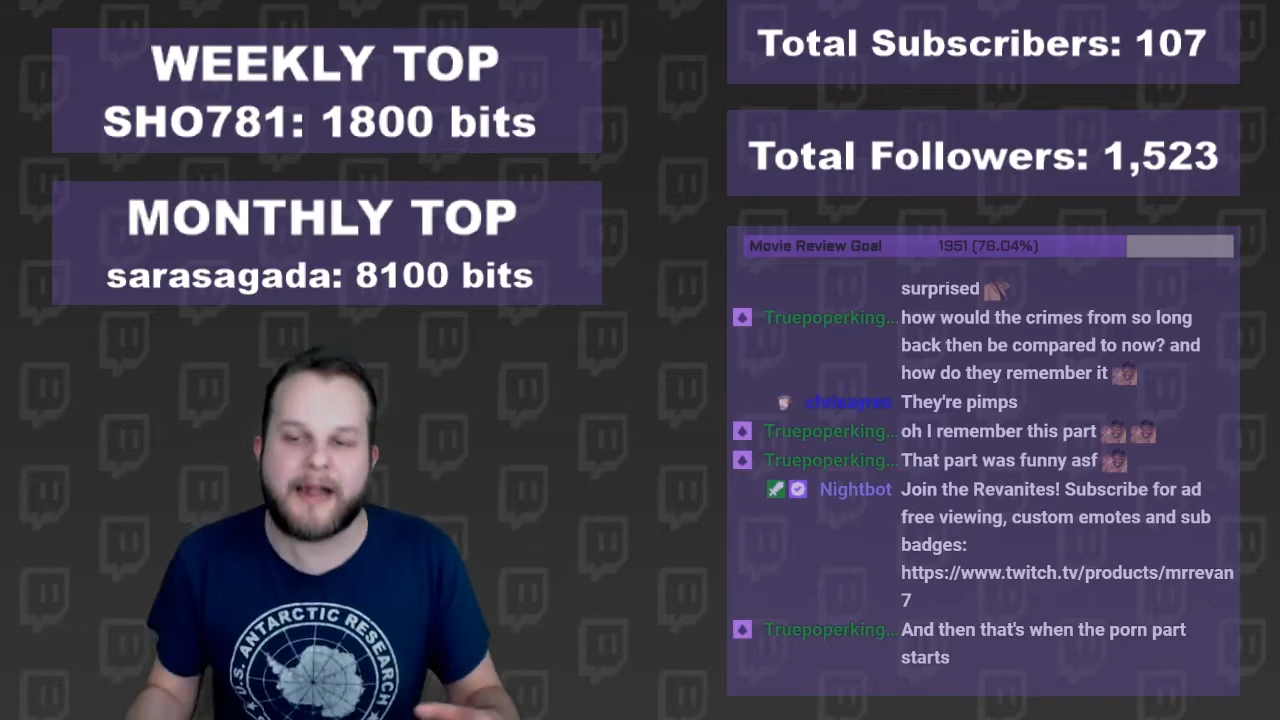 WEEKLY TOP
SHO781: 1800 bits
MONTHLY TOP
sarasagada: 8100 bits
Total Subscribers: 107
Total Followers: 1,523
Movie Review Goal 1951 (78.04%)
surprised
Truepoperking... how would the crimes from so long
back then be compared to now? and
how do they remember it
They're pimps
Truepoperking... oh I remember this part
Truepoperking... That part was funny asf
Nightbot Join the Revanites! Subscribe for ad
free viewing, custom emotes and sub
badges:
https://www.twitch.tv/products/mrrevan
7
Truepoperking... And then that's when the porn part
starts
U.S. ANTARCTIC RESEARCH